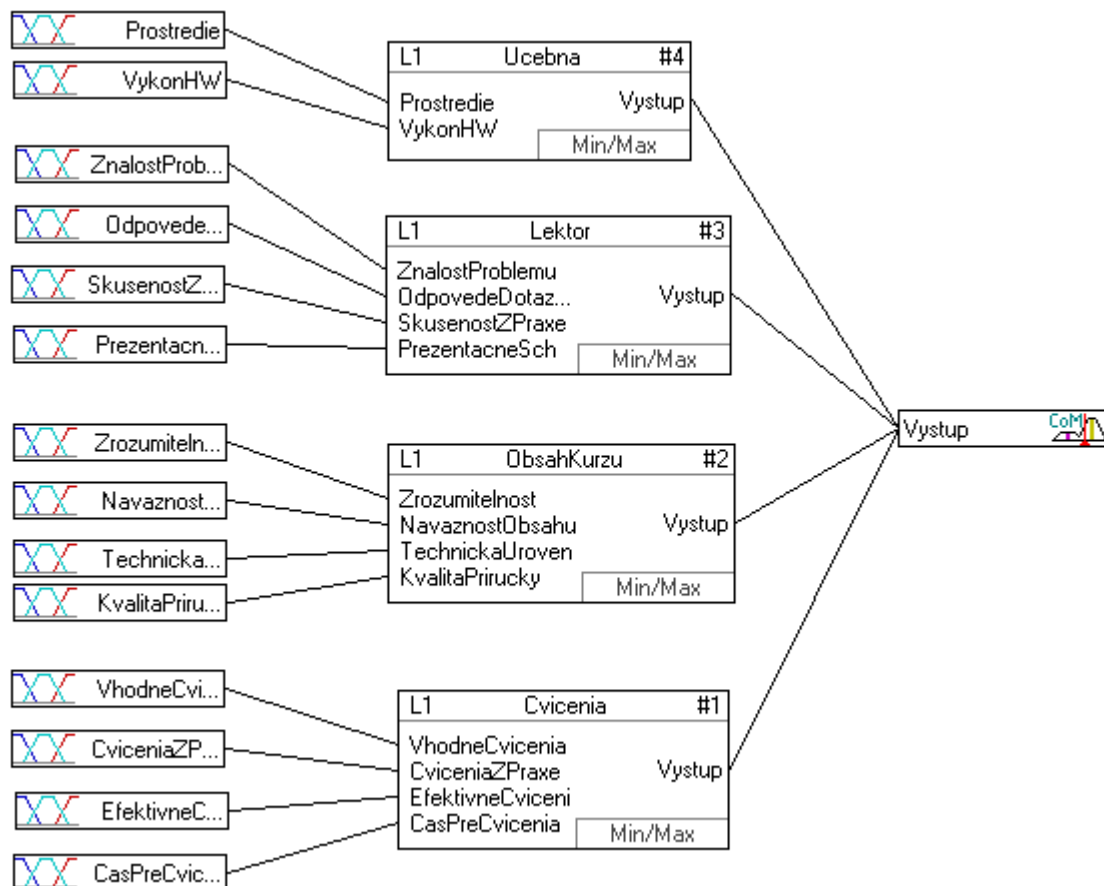 Prostredie
VykonHW
L1 Ucebna #4
Prostredie
VykonHW
Vystup
Min/Max
ZnalostProb...
Odpovede...
SkusenostZ...
Prezentacn...
L1 Lektor #3
ZnalostProblemu
OdpovedeDotaz...
SkusenostZPraxe
PrezentacneSch
Vystup
Min/Max
Zrozumiteln...
Navaznost...
Technicka...
KvalitaPriru...
L1 ObsahKurzu #2
Zrozumitelnost
NavaznostObsahu
TechnickaUroven
KvalitaPrirucky
Vystup
Min/Max
VhodneCvi...
CviceniaZP...
EfektivneC...
CasPreCvic...
L1 Cvicenia #1
VhodneCvicenia
CviceniaZPraxe
EfektivneCviceni
CasPreCvicenia
Vystup
Min/Max
Vystup
CoM